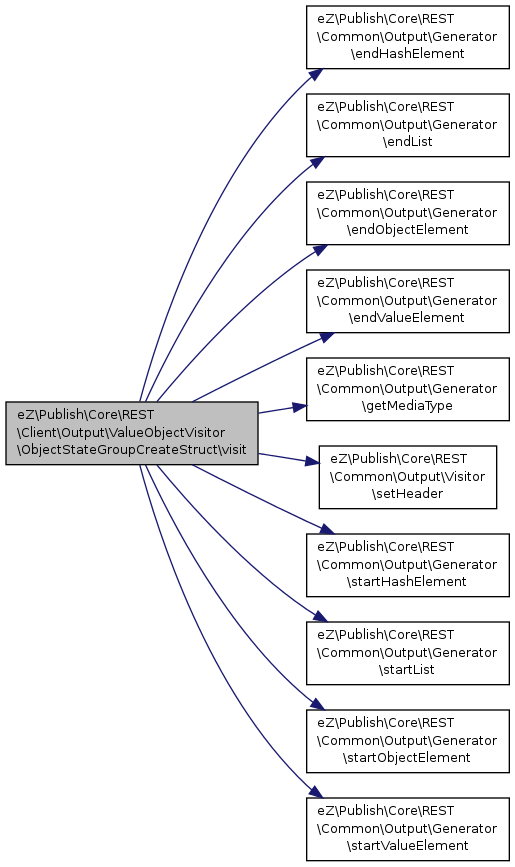 eZ\Publish\Core\REST
\Common\Output\Generator
\endHashElement
eZ\Publish\Core\REST
\Common\Output\Generator
\endList
eZ\Publish\Core\REST
\Common\Output\Generator
\endObjectElement
eZ\Publish\Core\REST
\Common\Output\Generator
\endValueElement
eZ\Publish\Core\REST
\Common\Output\Generator
\getMediaType
eZ\Publish\Core\REST
\Client\Output\ValueObjectVisitor
\ObjectStateGroupCreateStruct\visit
eZ\Publish\Core\REST
\Common\Output\Visitor
\setHeader
eZ\Publish\Core\REST
\Common\Output\Generator
\startHashElement
eZ\Publish\Core\REST
\Common\Output\Generator
\startList
eZ\Publish\Core\REST
\Common\Output\Generator
\startObjectElement
eZ\Publish\Core\REST
\Common\Output\Generator
\startValueElement